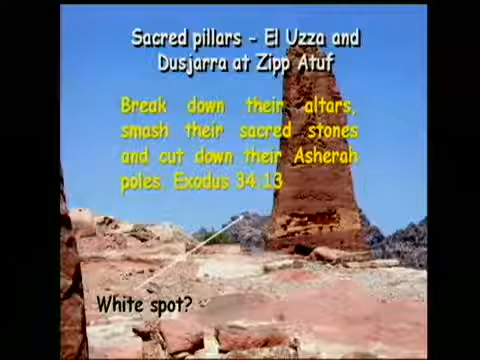 Sacred pillars - El Uzza and
Dusjarra at Zipp Atuf
Break down their altars,
smash their sacred stones
and cut down their Asherah
poles. Exodus 34:13
White spot?